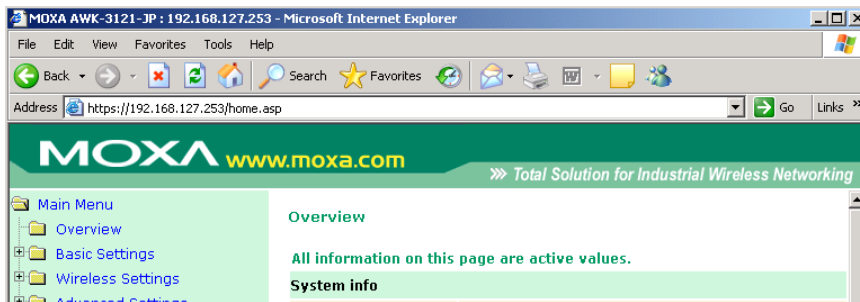 MOXA AWK-3121-JP : 192.168.127.253 - Microsoft Internet Explorer
File Edit View Favorites Tools Help
Back Search Favorites
Address https://192.168.127.253/home.asp Go Links »
MOXA www.moxa.com
»» Total Solution for Industrial Wireless Networking
Main Menu
Overview
Basic Settings
Wireless Settings
Advanced Settings
Overview
All information on this page are active values.
System info